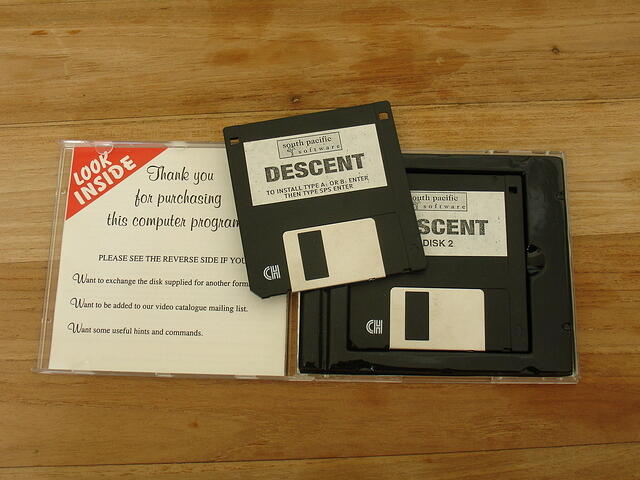 LOOK
INSIDE
Thank you
for purchasing
this computer program
PLEASE SEE THE REVERSE SIDE IF YOU
Want to exchange the disk supplied for another form
Want to be added to our video catalogue mailing list.
Want some useful hints and commands.
south pacific
software
DESCENT
TO INSTALL TYPE A: OR B: ENTER
THEN TYPE SPS ENTER
CH
outh pacific
software
SCENT
DISK 2
CH